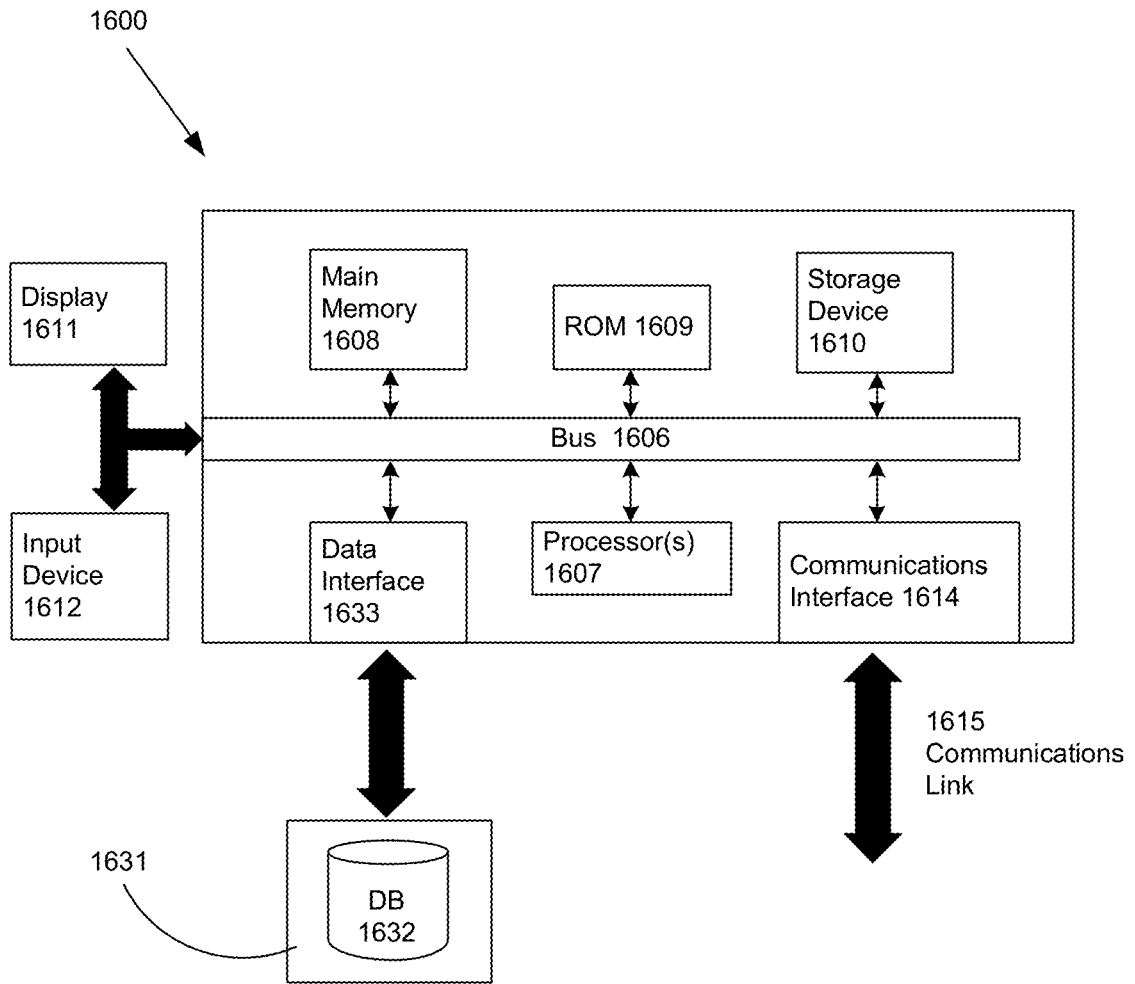 1600
Display
1611
Main
Memory
1608
ROM 1609
Storage
Device
1610
Bus 1606
Input
Device
1612
Data
Interface
1633
Processor(s)
1607
Communications
Interface 1614
1615
Communications
Link
1631
DB
1632